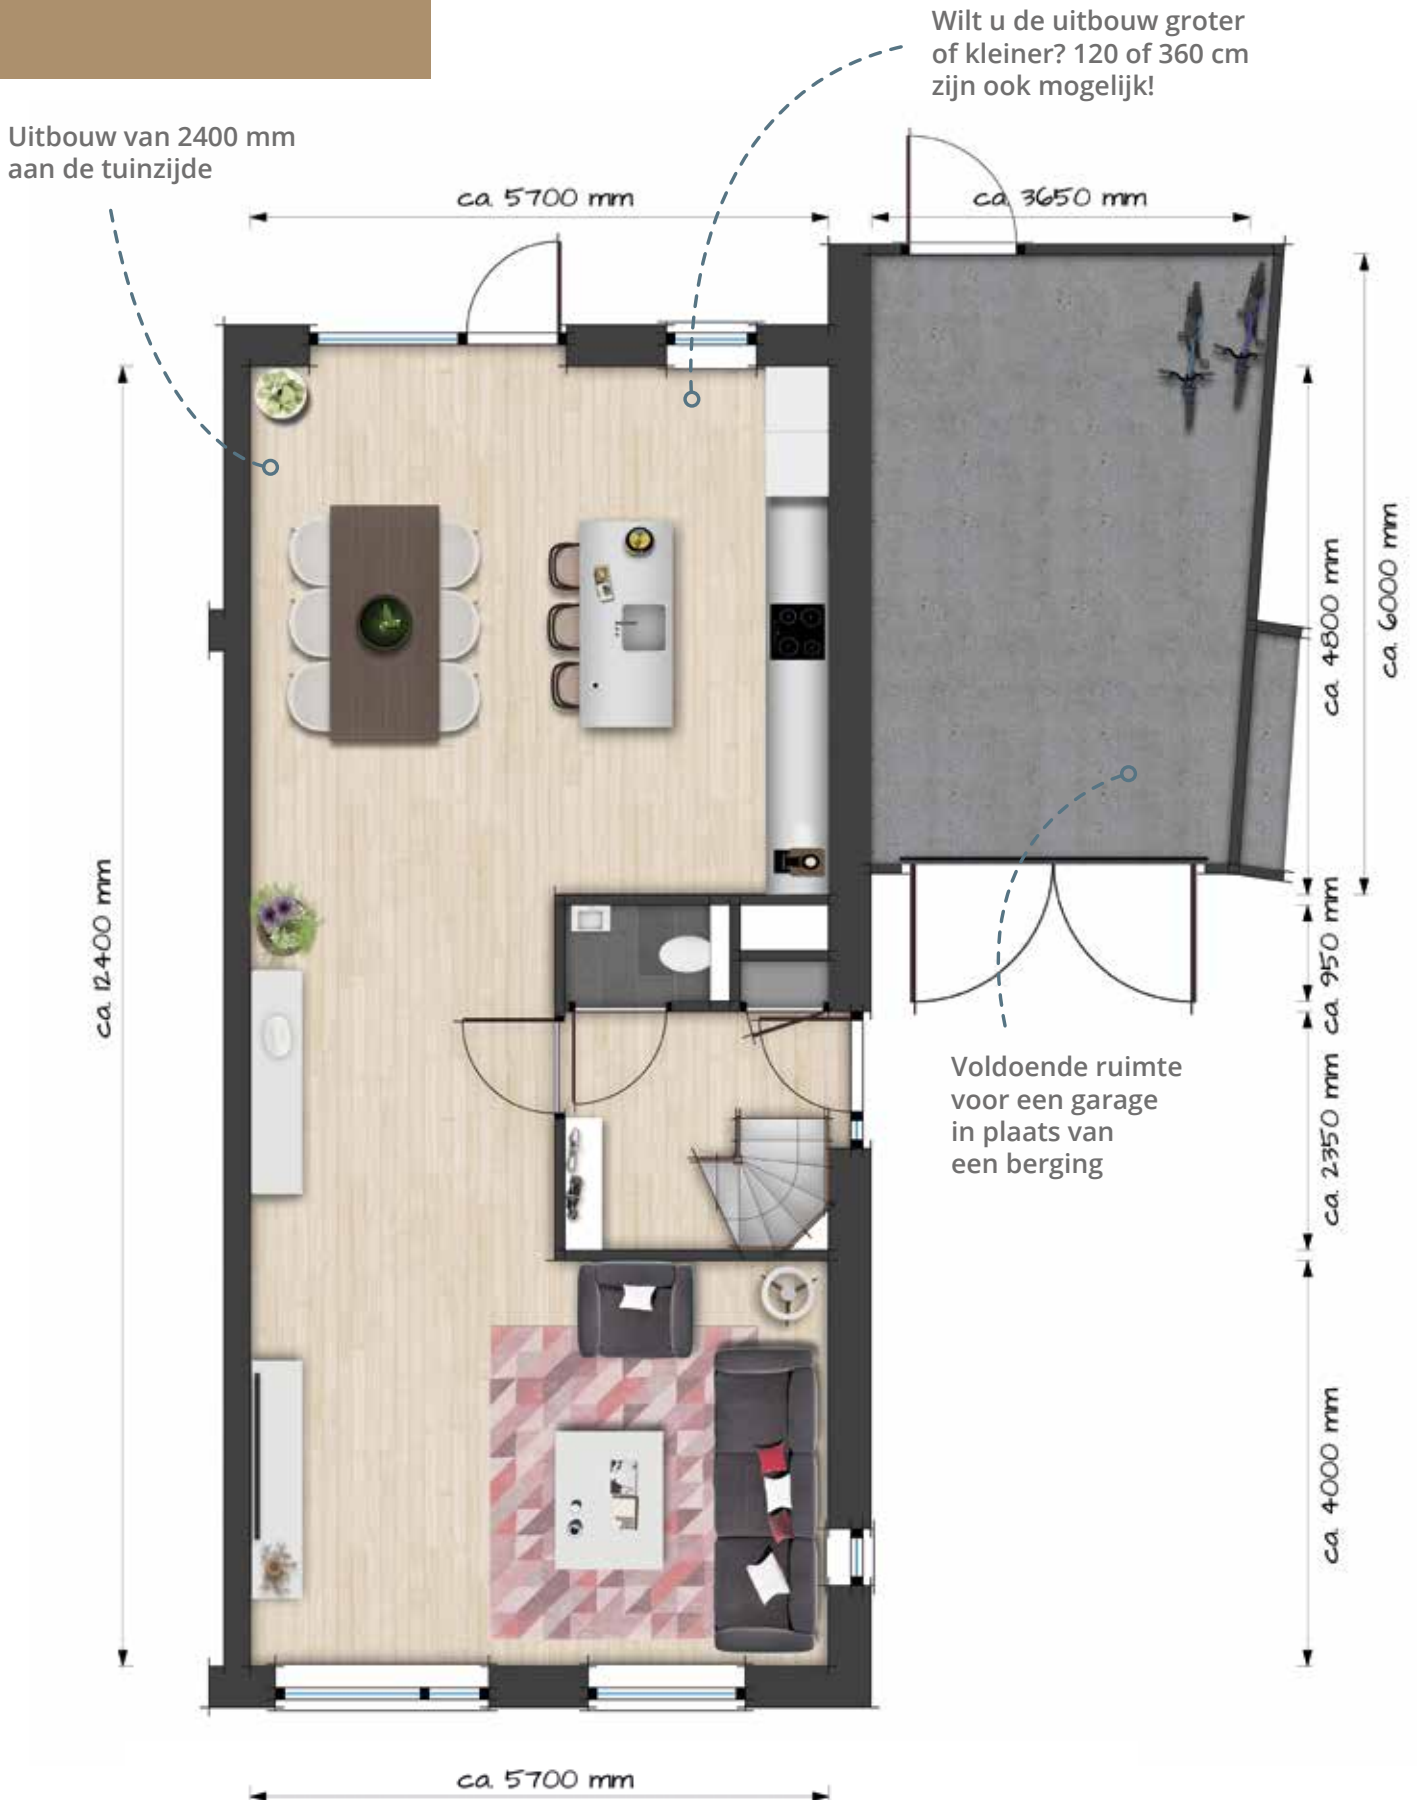 Wilt u de uitbouw groter
of kleiner? 120 of 360 cm
zijn ook mogelijk!
Uitbouw van 2400 mm
aan de tuinzijde
ca. 5700 mm
ca. 3650 mm
ca. 12400 mm
ca. 4800 mm
ca. 6000 mm
ca. 950 mm
ca. 2350 mm
Voldoende ruimte
voor een garage
in plaats van
een berging
ca. 4000 mm
ca. 5700 mm